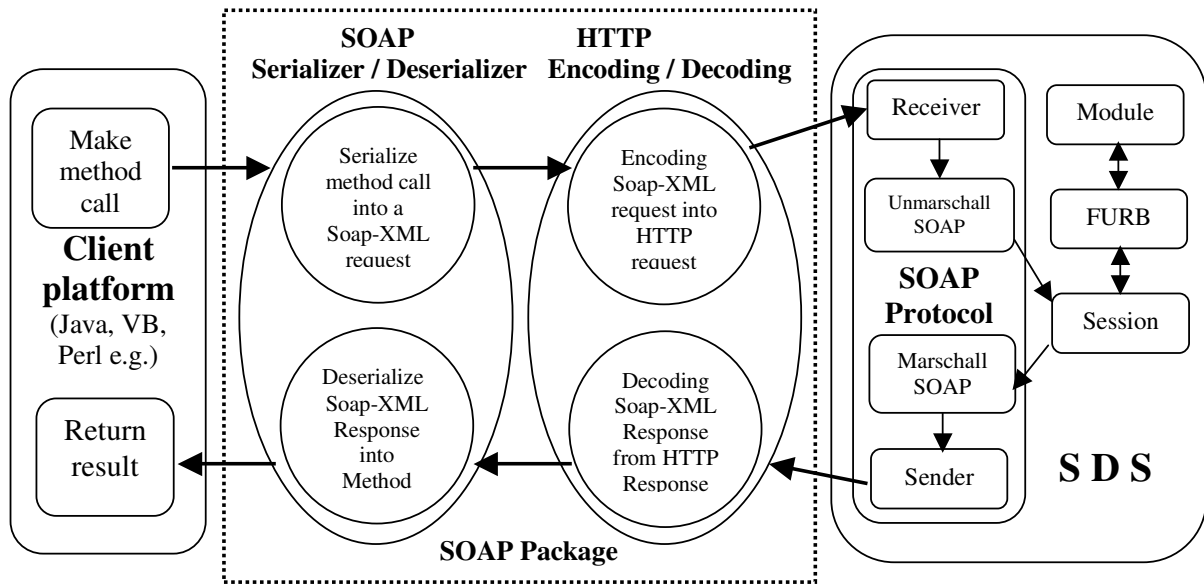 SOAP
Serializer / Deserializer
HTTP
Encoding / Decoding
Make
method
call
Client
platform
(Java, VB,
Perl e.g.)
Return
result
Serialize
method call
into a
Soap-XML
request
Deserialize
Soap-XML
Response
into
Method
Encoding
Soap-XML
request into
HTTP
request
Decoding
Soap-XML
Response
from HTTP
Response
SOAP Package
Receiver
Unmarschall
SOAP
SOAP
Protocol
Marschall
SOAP
Sender
Module
FURB
Session
S D S